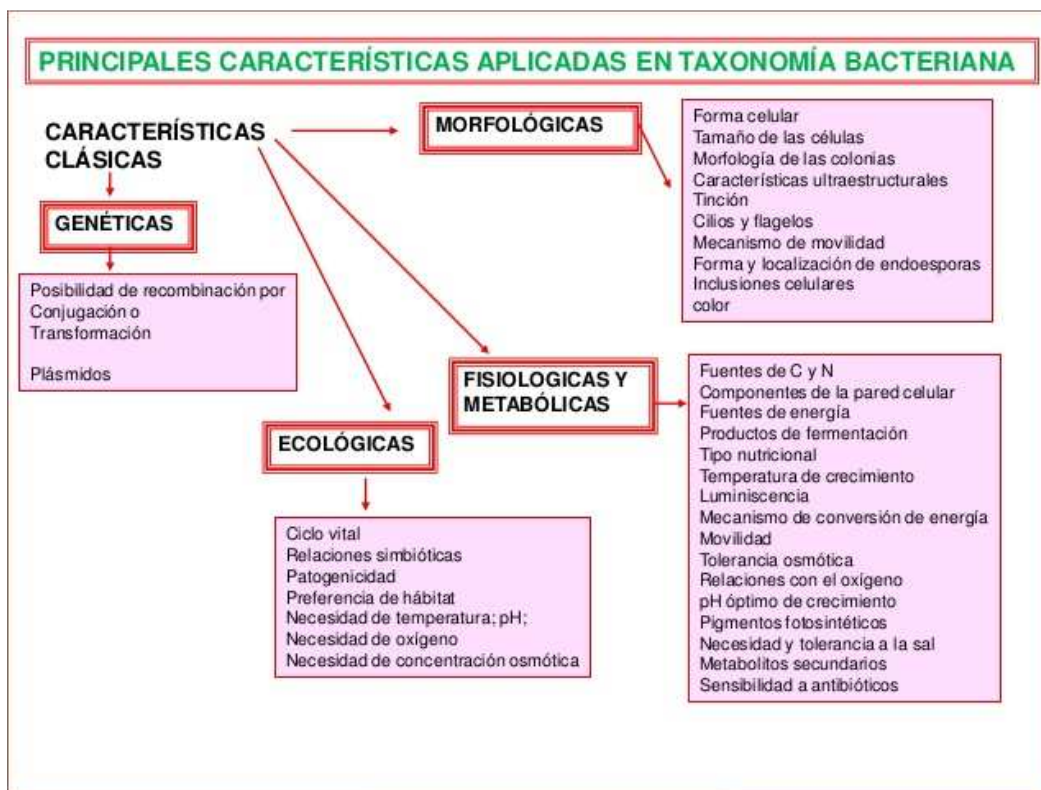 PRINCIPALES CARACTERÍSTICAS APLICADAS EN TAXONOMÍA BACTERIANA
CARACTERÍSTICAS
CLÁSICAS
GENÉTICAS
Posibilidad de recombinación por
Conjugación o
Transformación
Plásmidos
MORFOLÓGICAS
Forma celular
Tamaño de las células
Morfología de las colonias
Características ultraestructurales
Tinción
Cilios y flagelos
Mecanismo de movilidad
Forma y localización de endoesporas
Inclusiones celulares
color
FISIOLOGICAS Y
METABÓLICAS
Fuentes de C y N
Componentes de la pared celular
Fuentes de energía
Productos de fermentación
Tipo nutricional
Temperatura de crecimiento
Luminiscencia
Mecanismo de conversión de energía
Movilidad
Tolerancia osmótica
Relaciones con el oxígeno
pH óptimo de crecimiento
Pigmentos fotosintéticos
Necesidad y tolerancia a la sal
Metabolitos secundarios
Sensibilidad a antibióticos
ECOLÓGICAS
Ciclo vital
Relaciones simbióticas
Patogenicidad
Preferencia de hábitat
Necesidad de temperatura; pH;
Necesidad de oxígeno
Necesidad de concentración osmótica